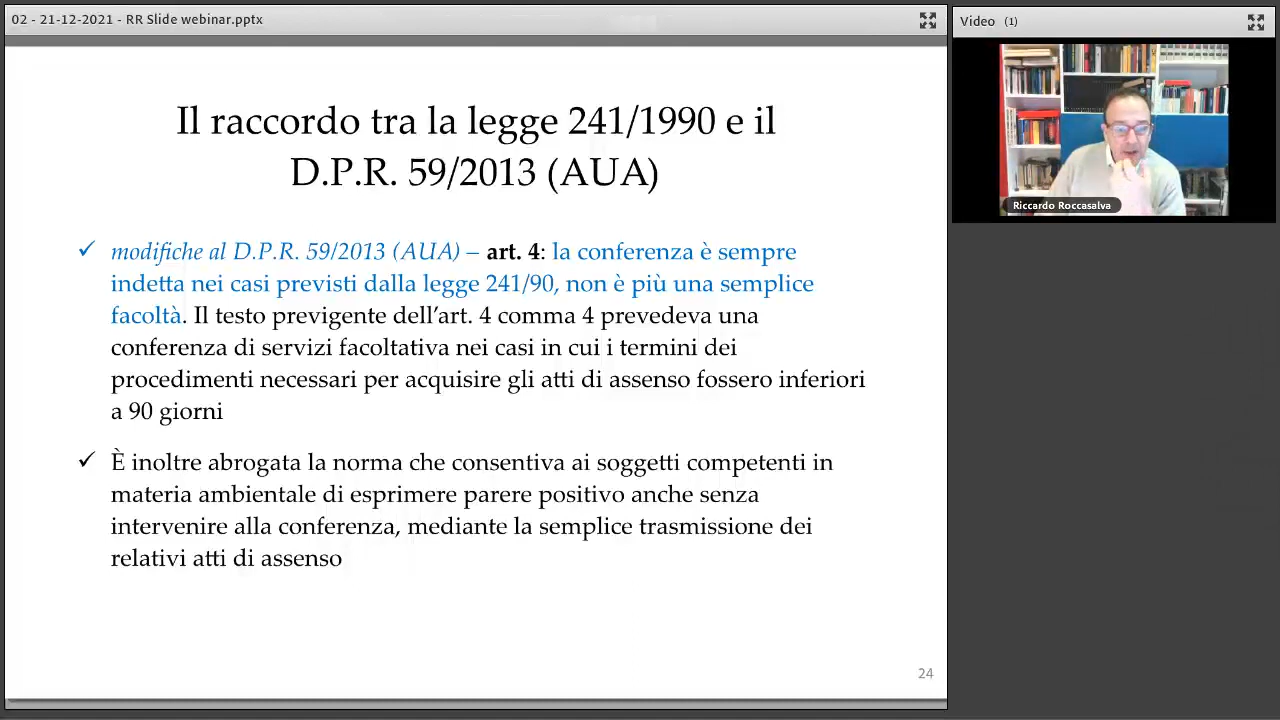 02 - 21-12-2021 - RR Slide webinar.pptx
Video (1)
Riccardo Roccasalva
Il raccordo tra la legge 241/1990 e il
D.P.R. 59/2013 (AUA)
✓ modifiche al D.P.R. 59/2013 (AUA) – art. 4: la conferenza è sempre
indetta nei casi previsti dalla legge 241/90, non è più una semplice
facoltà. Il testo previgente dell’art. 4 comma 4 prevedeva una
conferenza di servizi facoltativa nei casi in cui i termini dei
procedimenti necessari per acquisire gli atti di assenso fossero inferiori
a 90 giorni
✓ È inoltre abrogata la norma che consentiva ai soggetti competenti in
materia ambientale di esprimere parere positivo anche senza
intervenire alla conferenza, mediante la semplice trasmissione dei
relativi atti di assenso
24